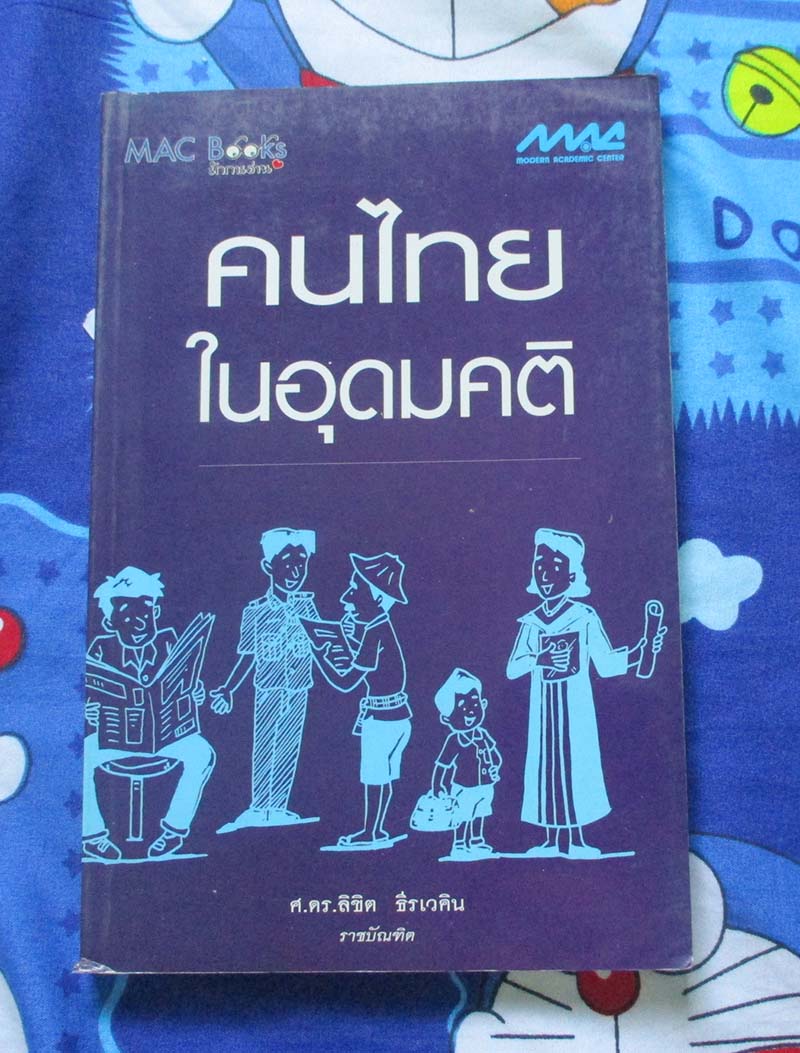 MAC Books
รักการอ่าน
MAC
MODERN ACADEMIC CENTER
คนไทย
ในอุดมคติ
ศ.ดร.ลิขิต ธีรเวคิน
ราชบัณฑิต
Do